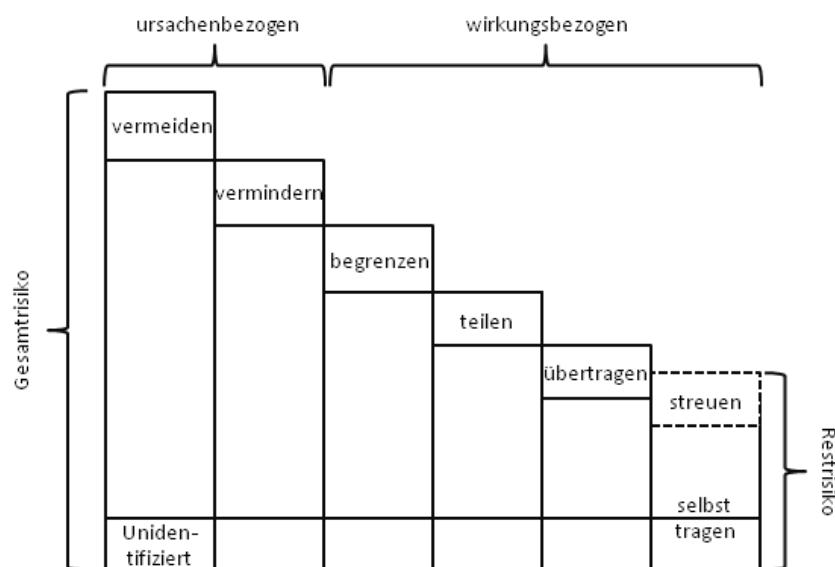 ursachenbezogen
wirkungsbezogen
vermeiden
vermindern
begrenzen
teilen
übertragen
streuen
Gesamtrisiko
Restrisiko
selbst
tragen
Uniden-
tifiziert